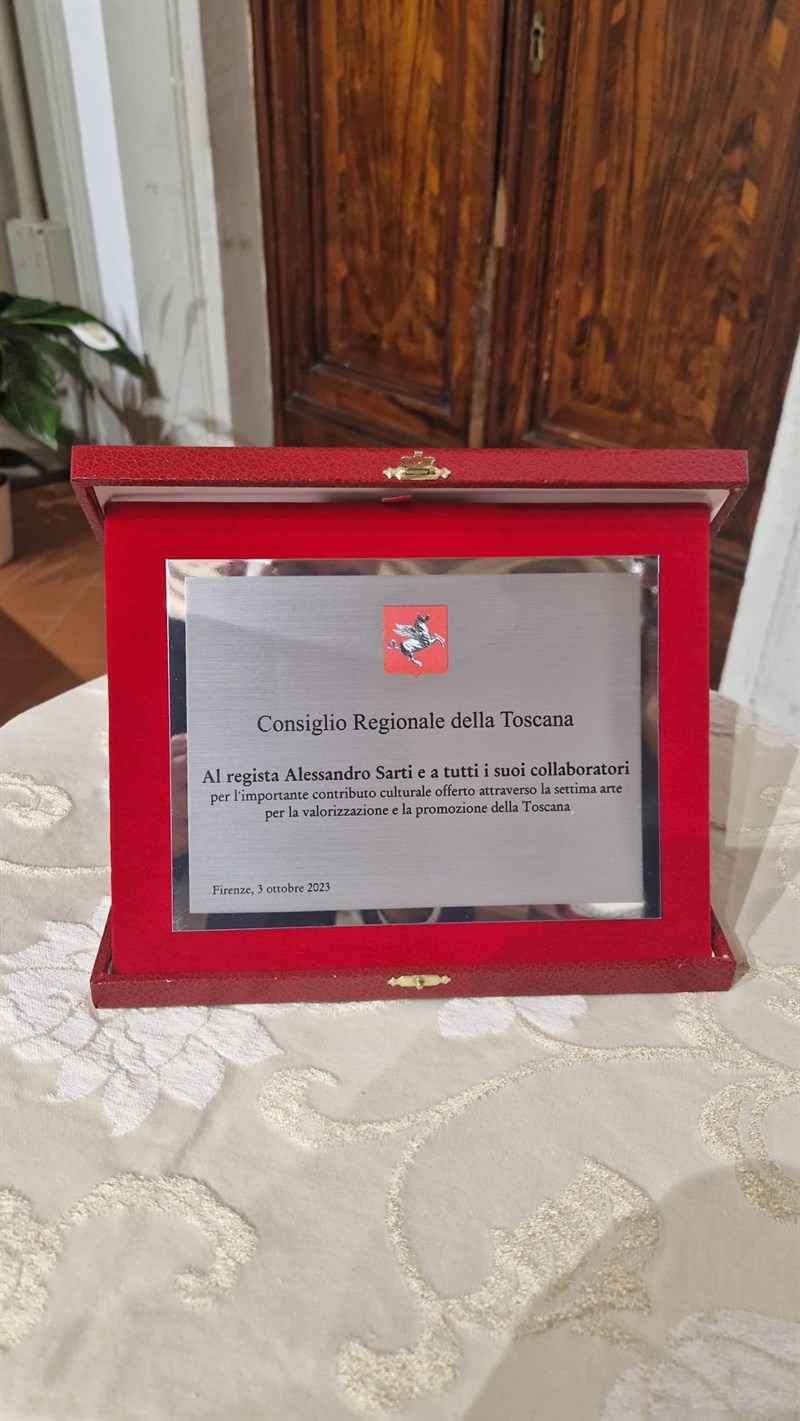 Consiglio Regionale della Toscana
Al regista Alessandro Sarti e a tutti i suoi collaboratori
per l'importante contributo culturale offerto attraverso la settima arte
per la valorizzazione e la promozione della Toscana
Firenze, 3 ottobre 2023